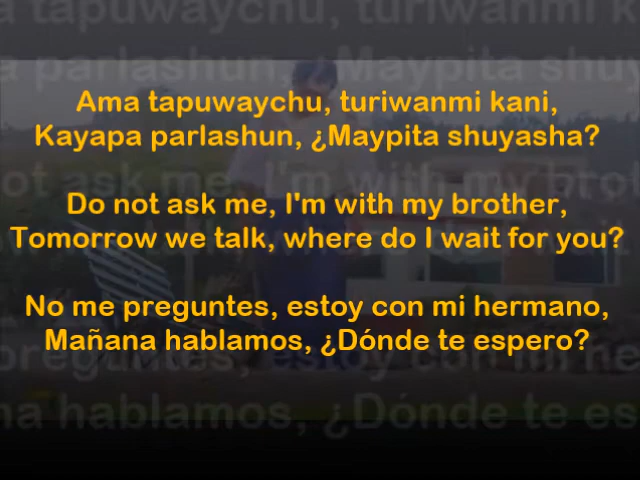 Ama tapuwaychu, turiwanmi kani,
Kayapa parlashun, ¿Maypita shuyasha?
Do not ask me, I'm with my brother,
Tomorrow we talk, where do I wait for you?
No me preguntes, estoy con mi hermano,
Mañana hablamos, ¿Dónde te espero?